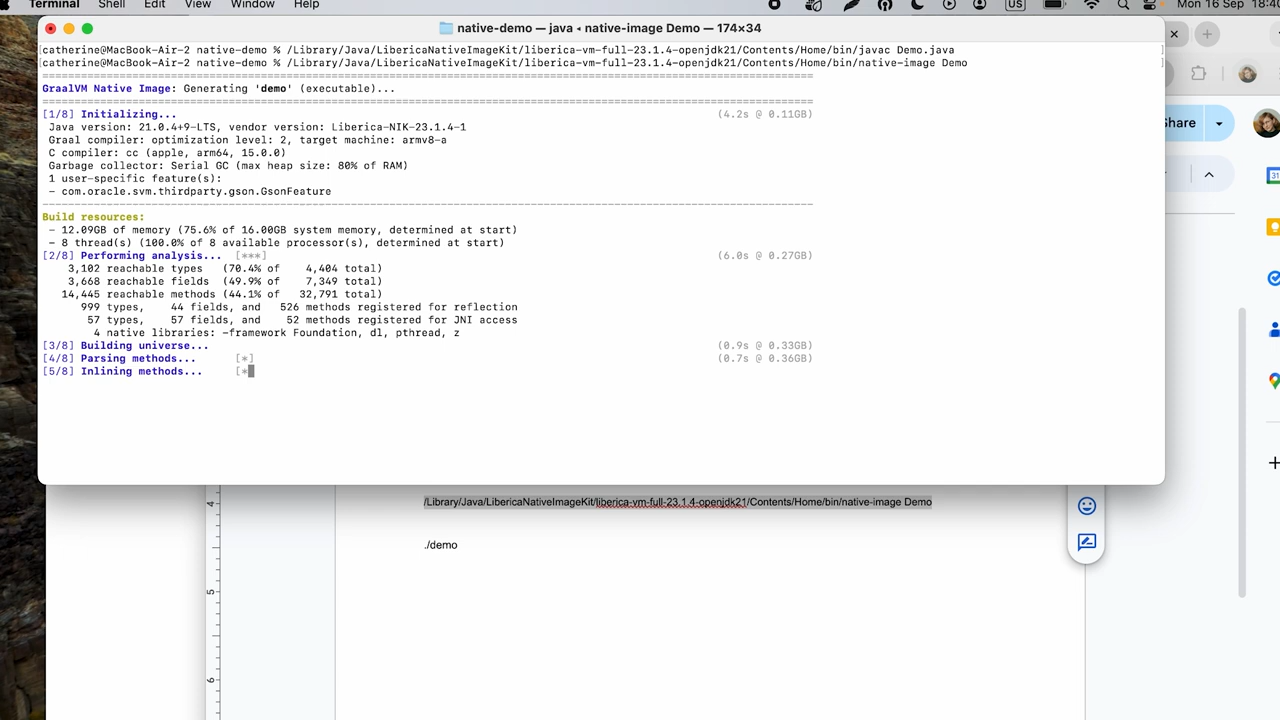 Terminal Shell Edit View Window Help US Mon 16 Sep 18:40
native-demo — java ◂ native-image Demo — 174×34
[catherine@MacBook-Air-2 native-demo % /Library/Java/LibericaNativeImageKit/liberica-vm-full-23.1.4-openjdk21/Contents/Home/bin/javac Demo.java ]
[catherine@MacBook-Air-2 native-demo % /Library/Java/LibericaNativeImageKit/liberica-vm-full-23.1.4-openjdk21/Contents/Home/bin/native-image Demo ]
GraalVM Native Image: Generating 'demo' (executable)...
[1/8] Initializing... (4.2s @ 0.11GB)
Java version: 21.0.4+9-LTS, vendor version: Liberica-NIK-23.1.4-1
Graal compiler: optimization level: 2, target machine: armv8-a
C compiler: cc (apple, arm64, 15.0.0)
Garbage collector: Serial GC (max heap size: 80% of RAM)
1 user-specific feature(s):
- com.oracle.svm.thirdparty.gson.GsonFeature
Build resources:
- 12.09GB of memory (75.6% of 16.00GB system memory, determined at start)
- 8 thread(s) (100.0% of 8 available processor(s), determined at start)
[2/8] Performing analysis... [***] (6.0s @ 0.27GB)
3,102 reachable types (70.4% of 4,404 total)
3,668 reachable fields (49.9% of 7,349 total)
14,445 reachable methods (44.1% of 32,791 total)
999 types, 44 fields, and 526 methods registered for reflection
57 types, 57 fields, and 52 methods registered for JNI access
4 native libraries: -framework Foundation, dl, pthread, z
[3/8] Building universe... (0.9s @ 0.33GB)
[4/8] Parsing methods... [*] (0.7s @ 0.36GB)
[5/8] Inlining methods... [*
Share
31
/Library/Java/LibericaNativeImageKit/liberica-vm-full-23.1.4-openjdk21/Contents/Home/bin/native-image Demo
./demo
4
5
6